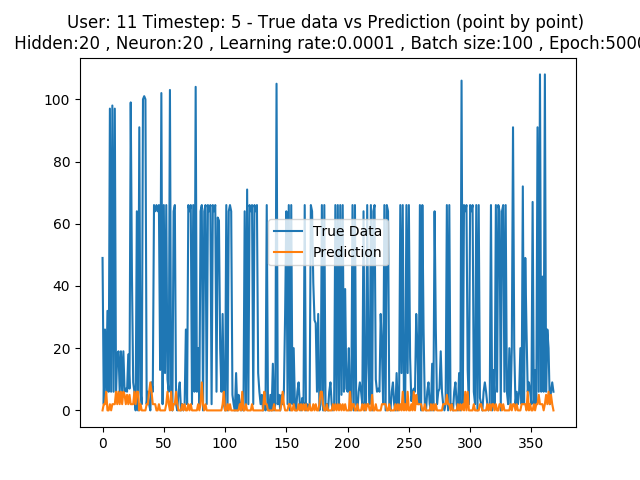 User: 11 Timestep: 5 - True data vs Prediction (point by point)
Hidden:20 , Neuron:20 , Learning rate:0.0001 , Batch size:100 , Epoch:5000
100
80
60
40
20
0
True Data
Prediction
0 50 100 150 200 250 300 350